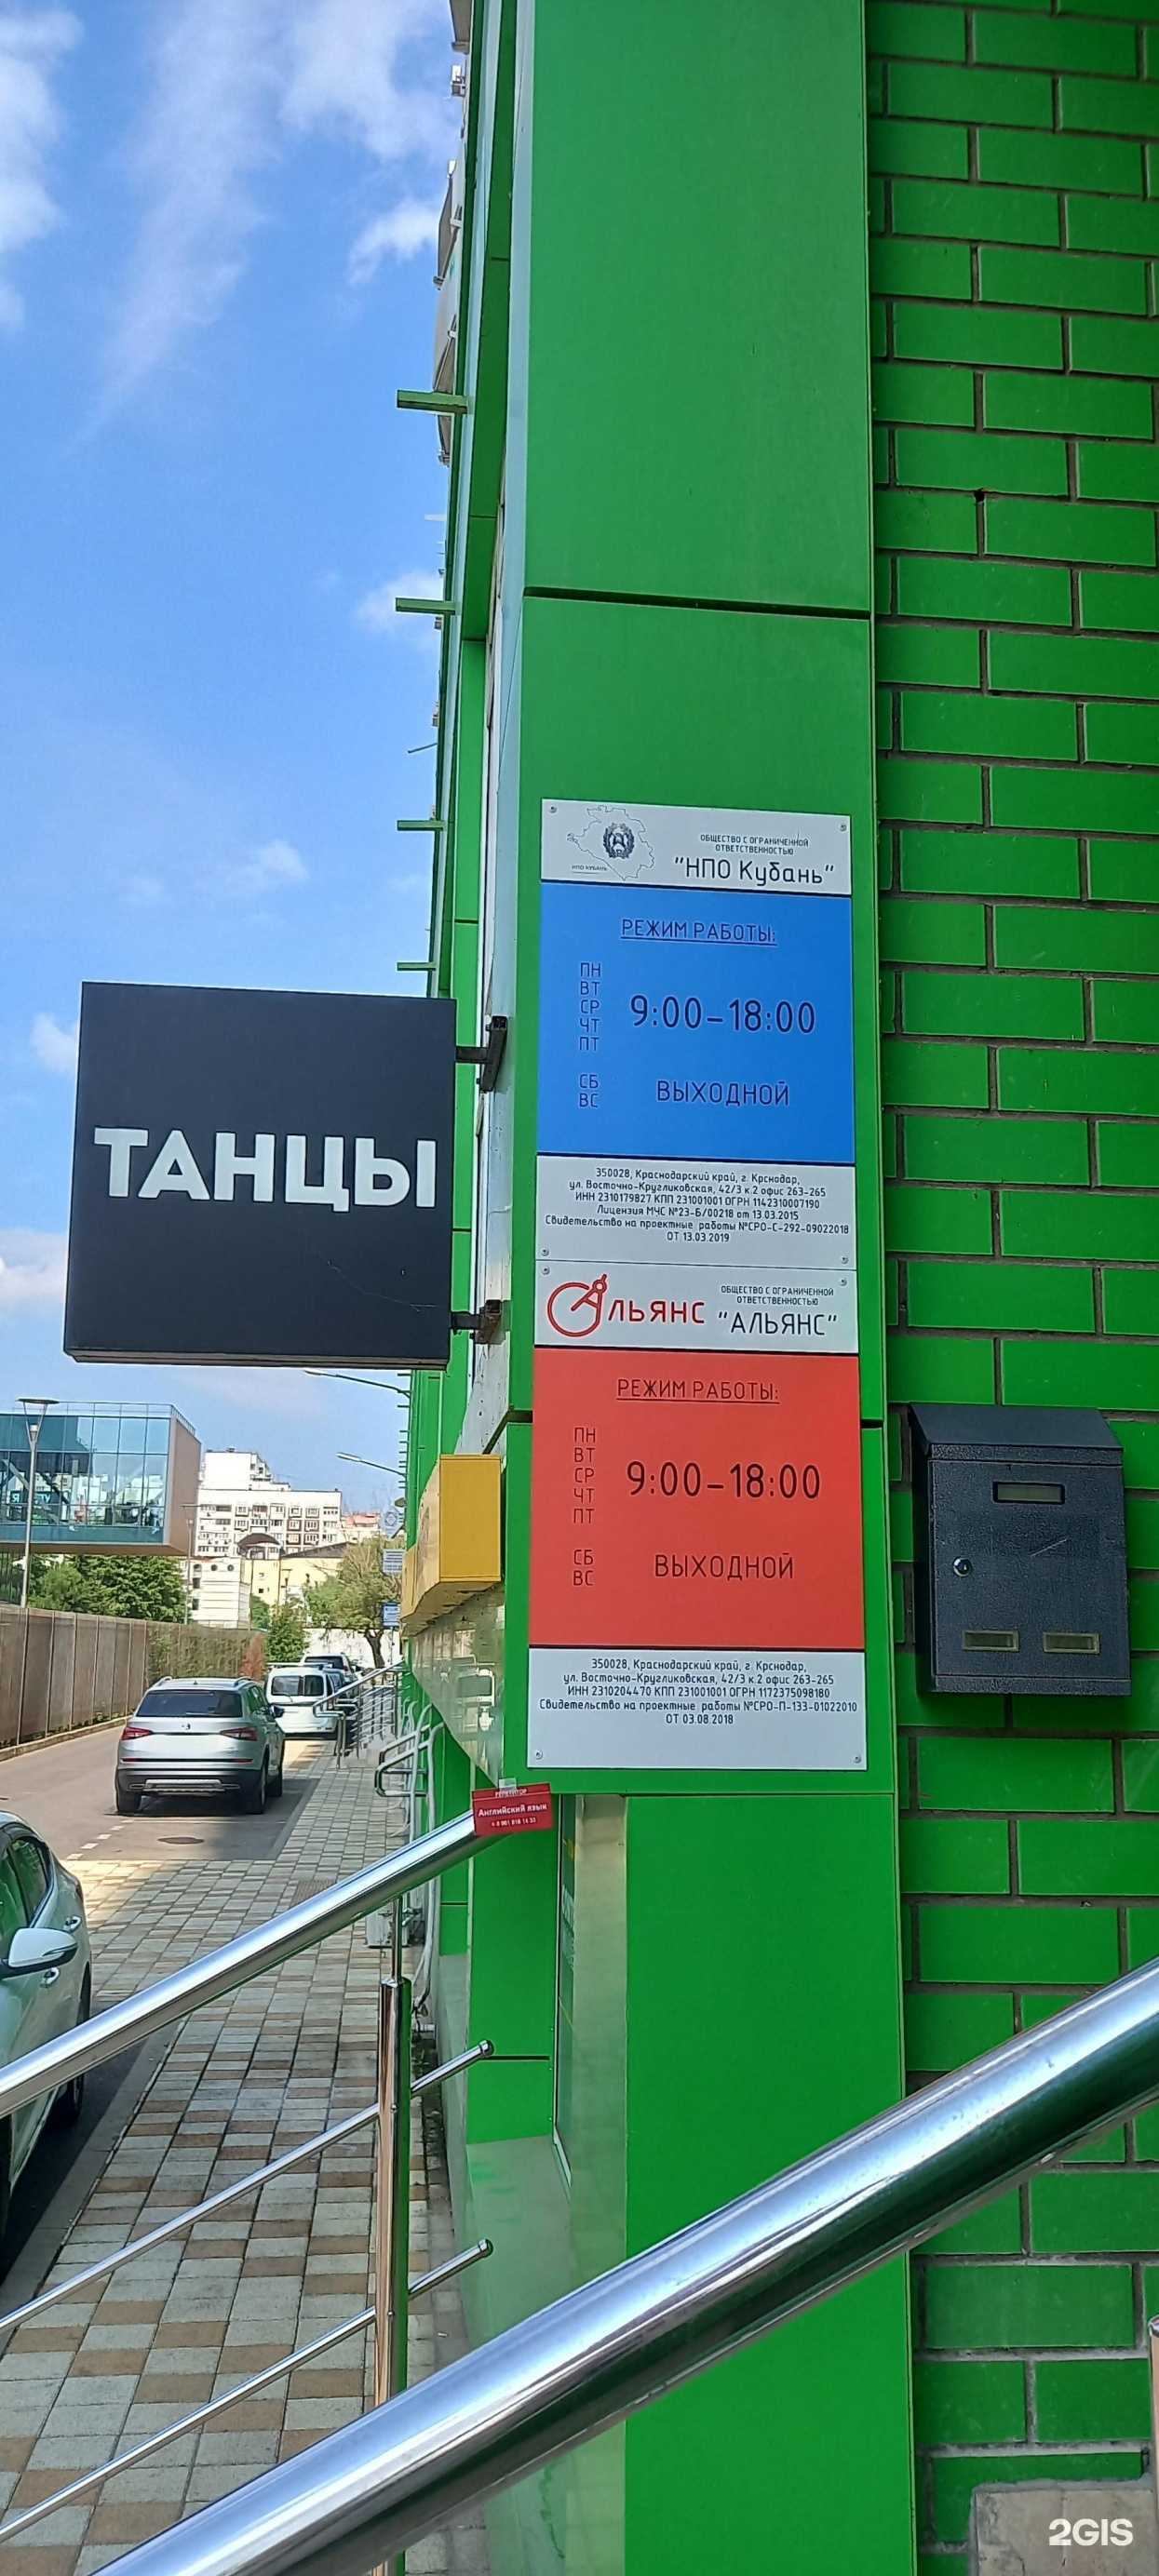 ТАНЦЫ
НПО КУБАНЬ
ОБЩЕСТВО С ОГРАНИЧЕННОЙ
ОТВЕТСТВЕННОСТЬЮ
"НПО Кубань"
РЕЖИМ РАБОТЫ:
ПН
ВТ
СР 9:00-18:00
ЧТ
ПТ
СБ ВЫХОДНОЙ
ВС
350028, Краснодарский край, г. Крснодар,
ул. Восточно-Кругликовская, 42/3 к.2 офис 263-265
ИНН 2310179827 КПП 231001001 ОГРН 1142310007190
Лицензия МЧС №23-Б/00218 от 13.03.2015
Свидетельство на проектные работы №СРО-С-292-09022018
ОТ 13.03.2019
Альянс
ОБЩЕСТВО С ОГРАНИЧЕННОЙ
ОТВЕТСТВЕННОСТЬЮ
"АЛЬЯНС"
РЕЖИМ РАБОТЫ:
ПН
ВТ
СР 9:00-18:00
ЧТ
ПТ
СБ ВЫХОДНОЙ
ВС
350028, Краснодарский край, г. Крснодар,
ул. Восточно-Кругликовская, 42/3 к.2 офис 263-265
ИНН 2310204470 КПП 231001001 ОГРН 1172375098180
Свидетельство на проектные работы №СРО-П-133-01022010
ОТ 03.08.2018
РЕПЕТИТОР
Английский язык
2GIS